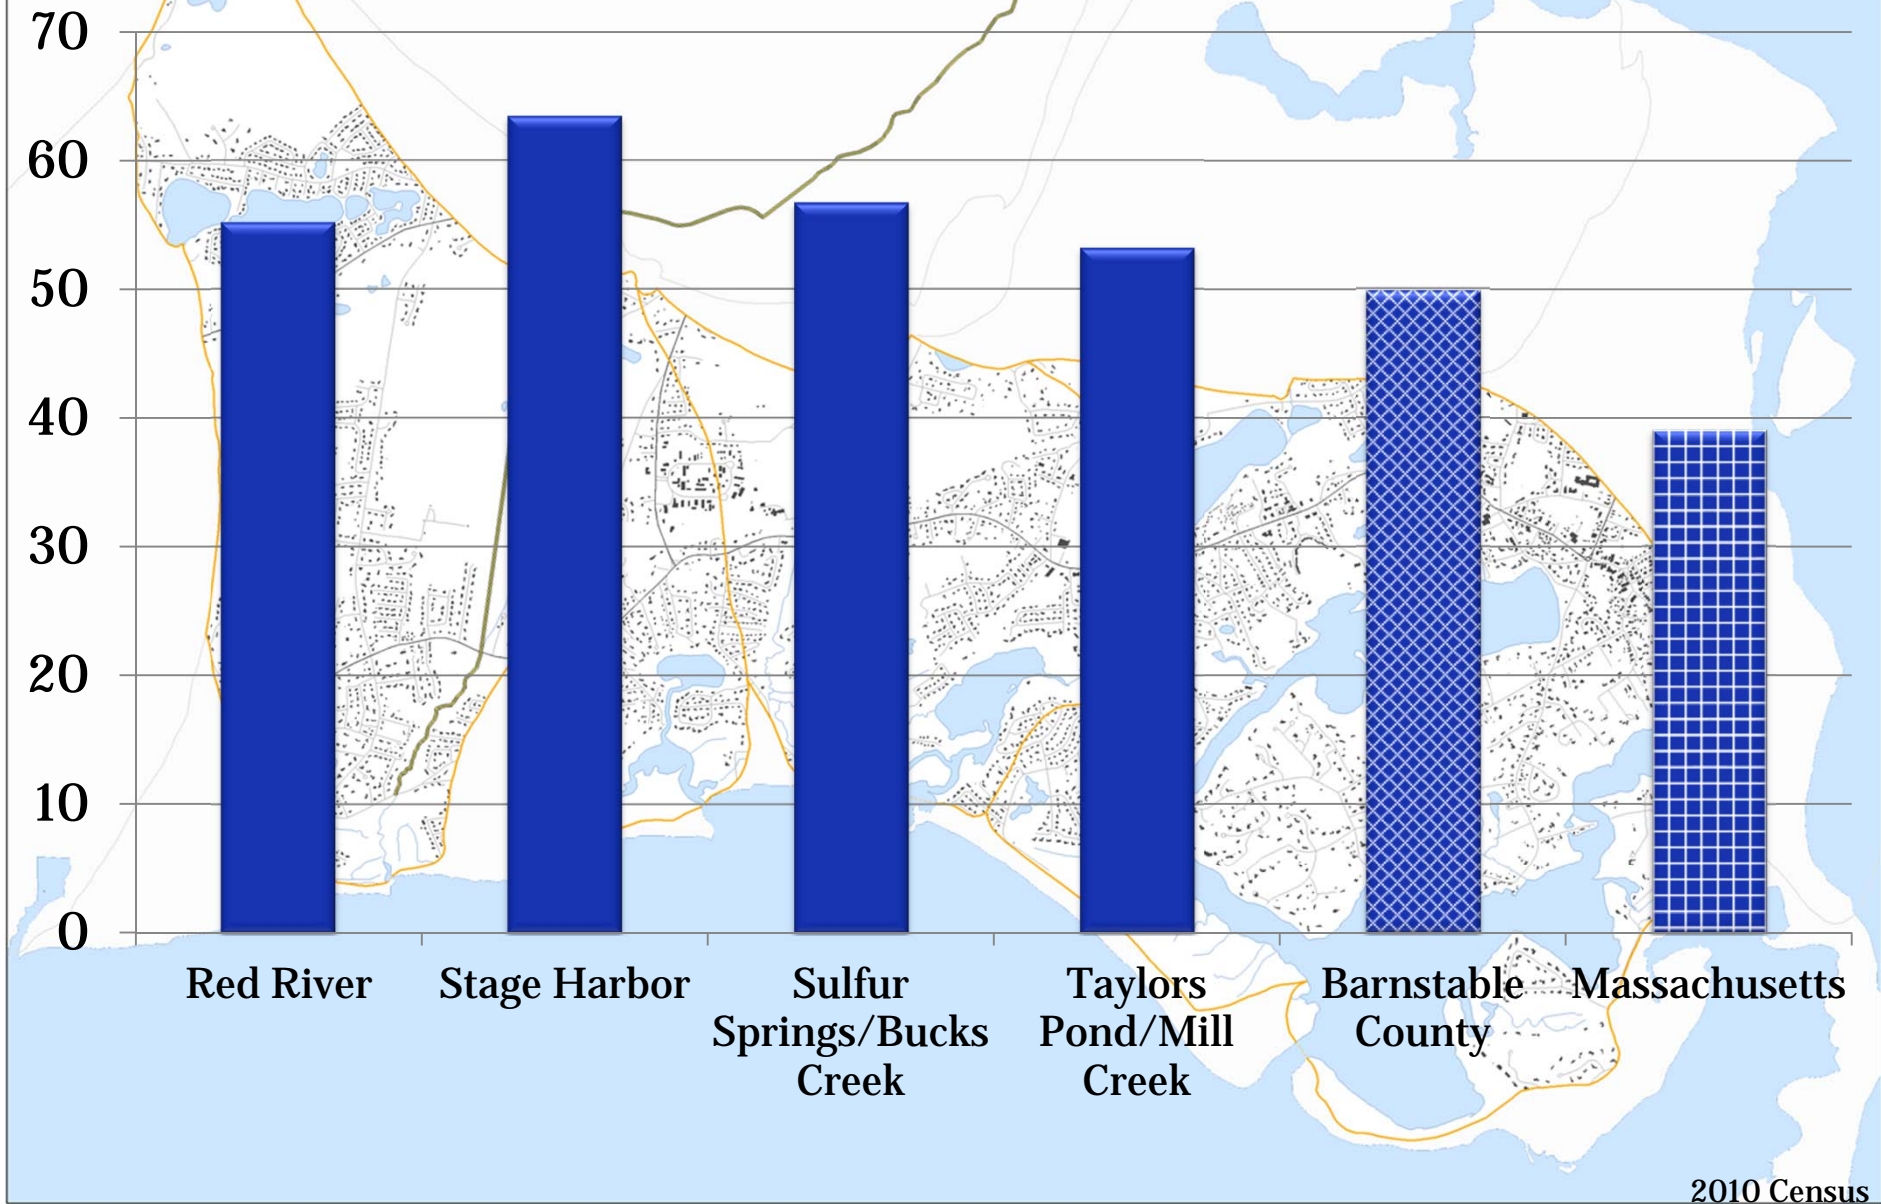 70
60
50
40
30
20
10
0
Red River
Stage Harbor
Sulfur
Springs/Bucks
Creek
Taylors
Pond/Mill
Creek
Barnstable
County
Massachusetts
2010 Census